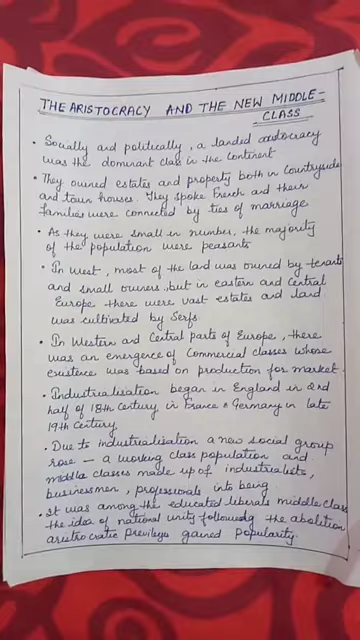 THE ARISTOCRACY AND THE NEW MIDDLE-
CLASS
• Socially and politically, a landed austocracy
was the dominant class in the continent
• They owned estates and property both in Countryside
and town houses. They spoke French and their
families were connected by ties of marriage
• As they were small in number, the majority
of the population were peasants
• In West, most of the land was owned by tenants
and small owners, but in eastern and Central
Europe there were vast estates and land
was cultivated by Serfs.
• In Western and Central parts of Europe, there
was an emergence of Commercial classes whose
existence was based on production for market.
• Industrialisation began in England in 2nd
half of 18th Century in France & Germany in late
19th Century.
• Due to industrialisation a new social group
rose – a working class population and
middle classes made up of industrialists,
businessmen, professionals into being
• It was among the educated liberals middle class
the idea of national unity following the abolition
aristrocratic Previleges gained Popularity.